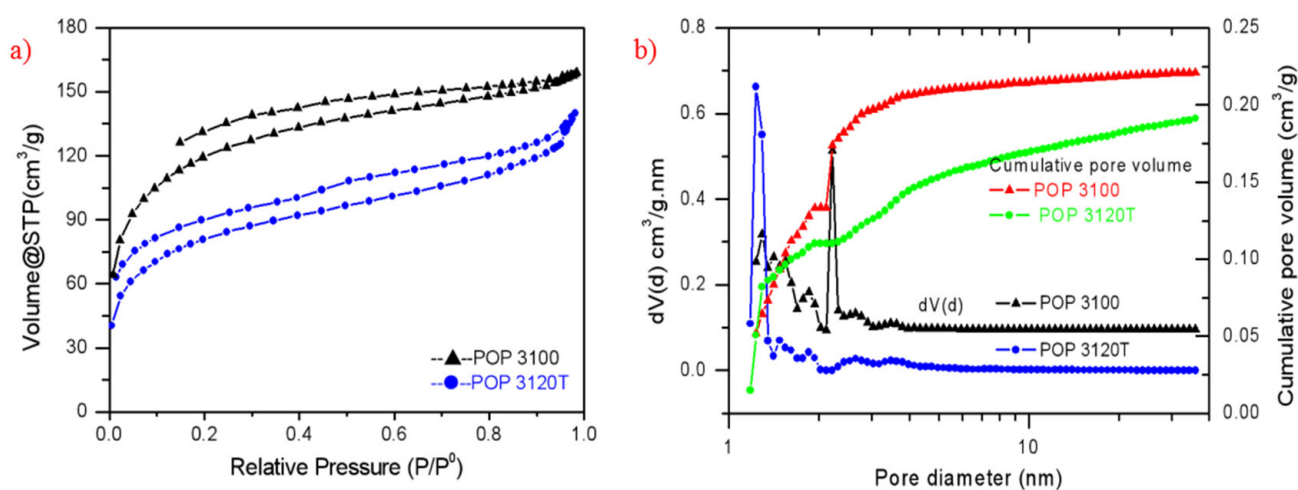 a)
Volume@STP(cm³/g)
180
150
120
90
60
30
0
0.0 0.2 0.4 0.6 0.8 1.0
Relative Pressure (P/P⁰)
POP 3100
POP 3120T
b)
dV(d) cm³/g.nm
0.8
0.6
0.4
0.2
0.0
1 10
Pore diameter (nm)
Cumulative pore volume
POP 3100
POP 3120T
dV(d)
POP 3100
POP 3120T
0.25
0.20
0.15
0.10
0.05
0.00
Cumulative pore volume (cm³/g)